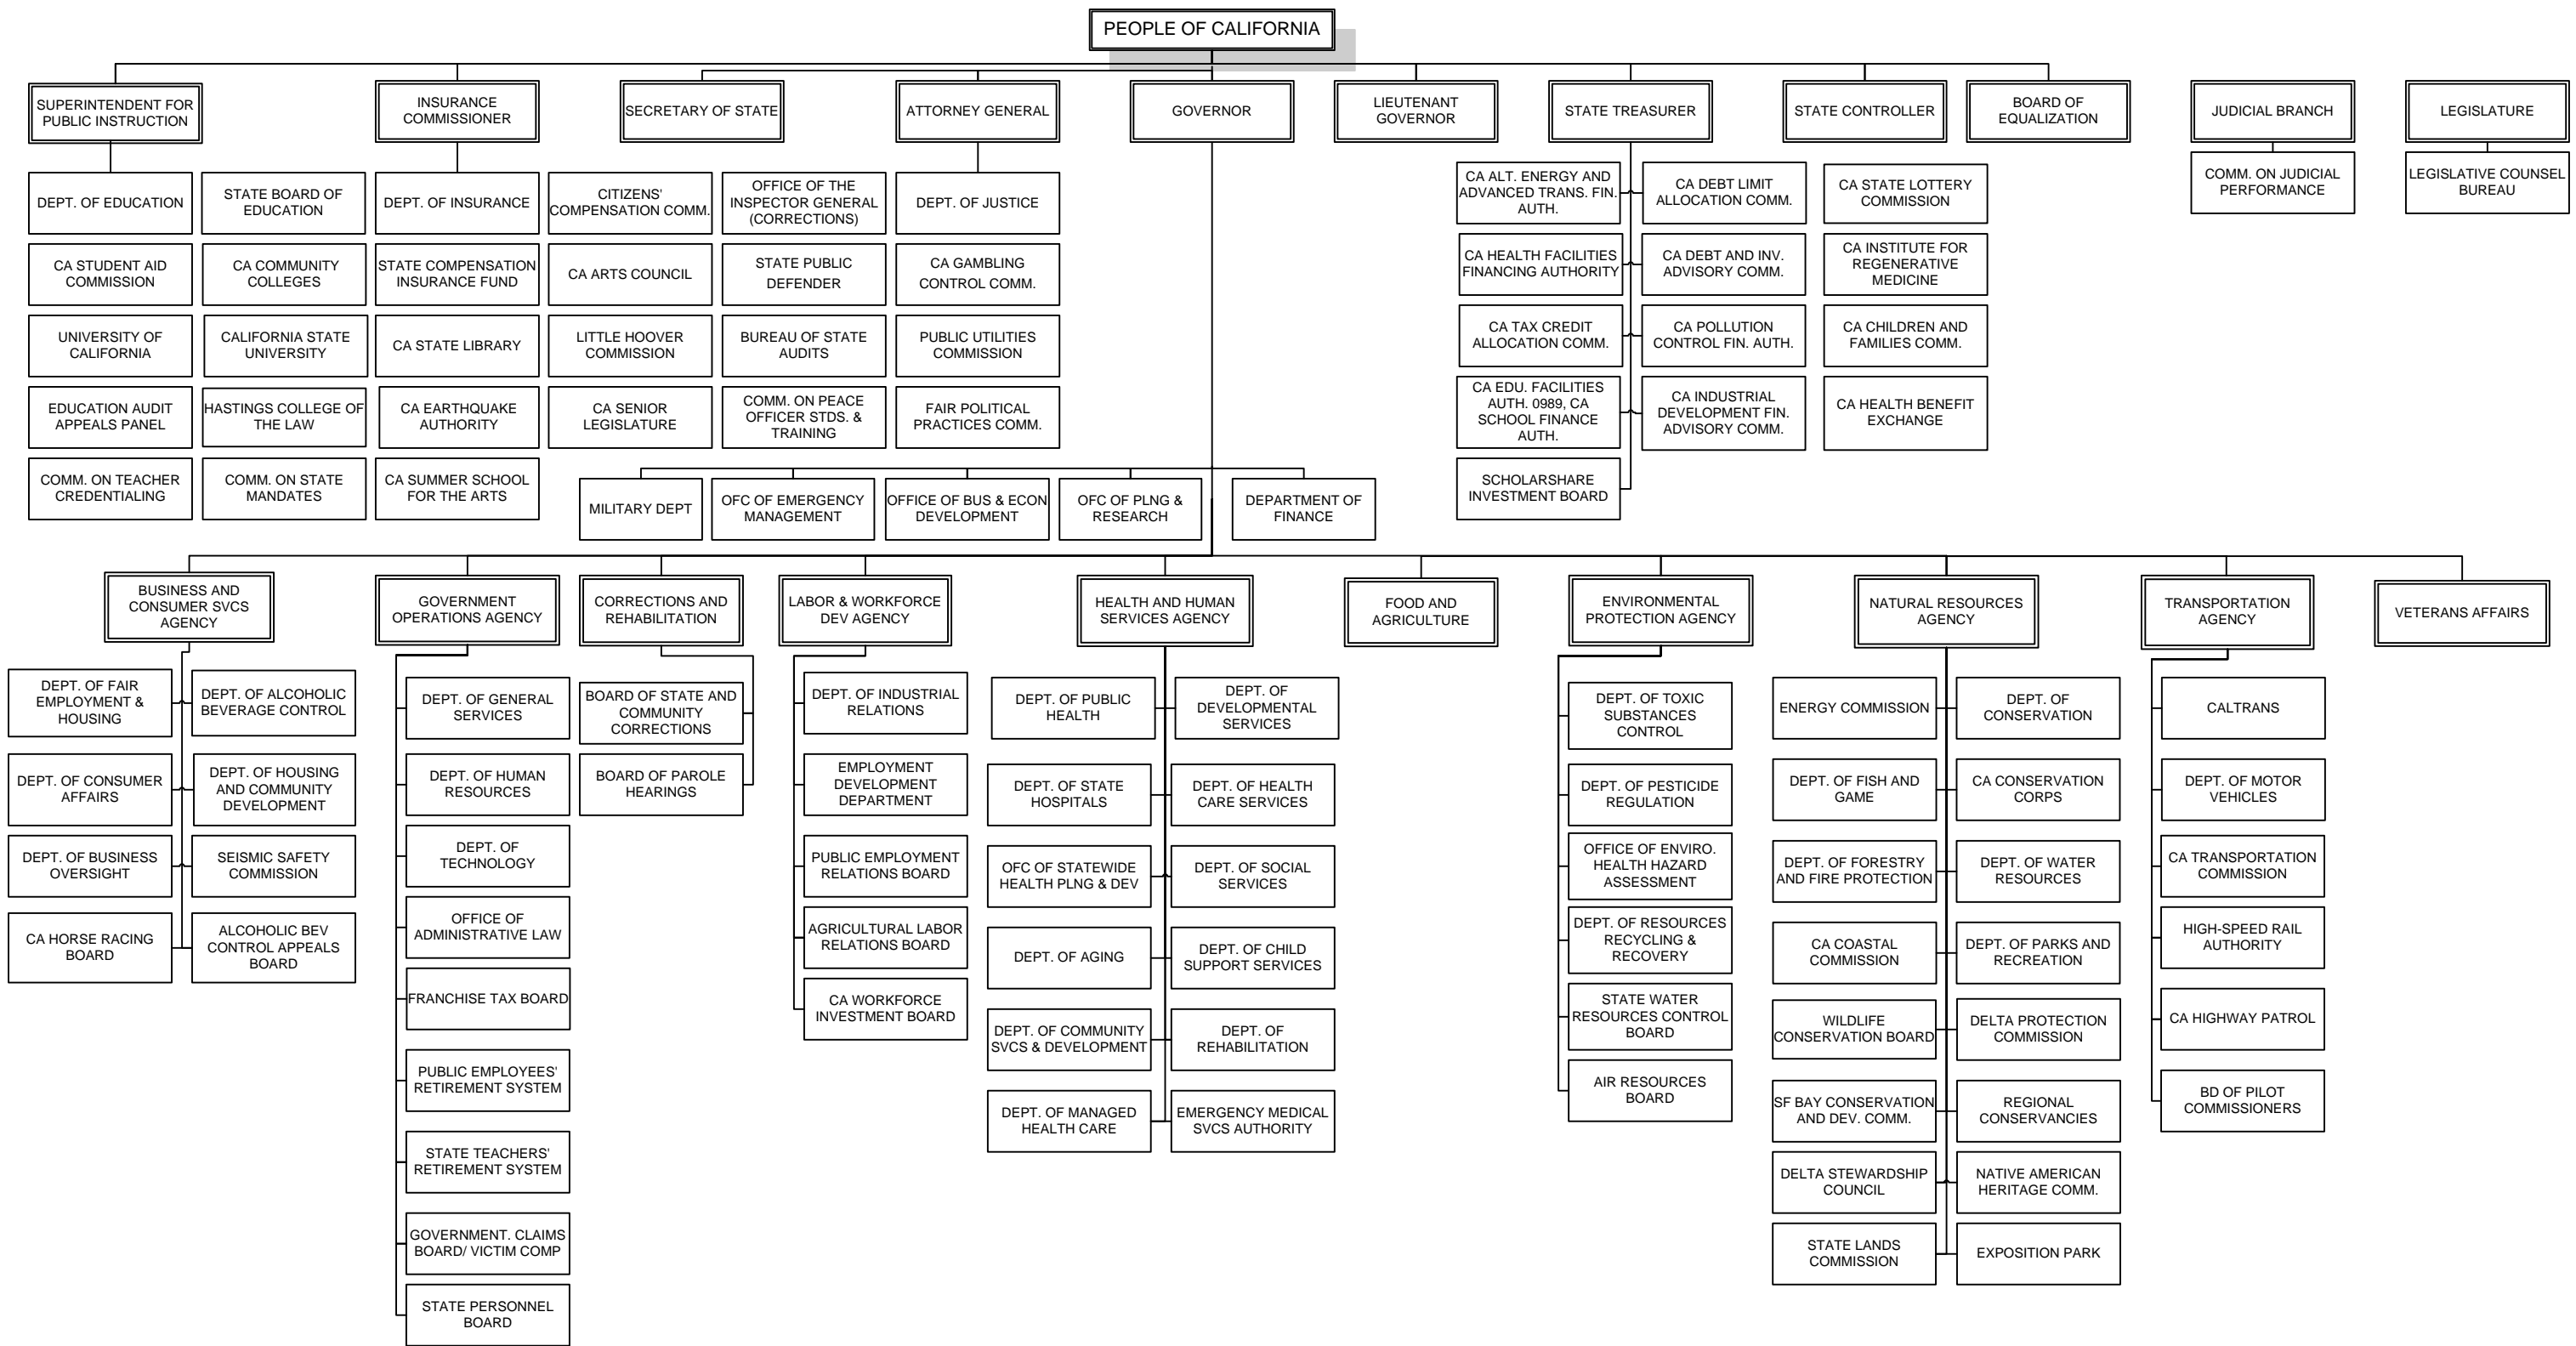 PEOPLE OF CALIFORNIA
SUPERINTENDENT FOR
PUBLIC INSTRUCTION
INSURANCE
COMMISSIONER
SECRETARY OF STATE
ATTORNEY GENERAL
GOVERNOR
LIEUTENANT
GOVERNOR
STATE TREASURER
STATE CONTROLLER
BOARD OF
EQUALIZATION
JUDICIAL BRANCH
LEGISLATURE
DEPT. OF EDUCATION
STATE BOARD OF
EDUCATION
DEPT. OF INSURANCE
CITIZENS'
COMPENSATION COMM.
OFFICE OF THE
INSPECTOR GENERAL
(CORRECTIONS)
DEPT. OF JUSTICE
CA ALT. ENERGY AND
ADVANCED TRANS. FIN.
AUTH.
CA DEBT LIMIT
ALLOCATION COMM.
CA STATE LOTTERY
COMMISSION
COMM. ON JUDICIAL
PERFORMANCE
LEGISLATIVE COUNSEL
BUREAU
CA STUDENT AID
COMMISSION
CA COMMUNITY
COLLEGES
STATE COMPENSATION
INSURANCE FUND
CA ARTS COUNCIL
STATE PUBLIC
DEFENDER
CA GAMBLING
CONTROL COMM.
CA HEALTH FACILITIES
FINANCING AUTHORITY
CA DEBT AND INV.
ADVISORY COMM.
CA INSTITUTE FOR
REGENERATIVE
MEDICINE
UNIVERSITY OF
CALIFORNIA
CALIFORNIA STATE
UNIVERSITY
CA STATE LIBRARY
LITTLE HOOVER
COMMISSION
BUREAU OF STATE
AUDITS
PUBLIC UTILITIES
COMMISSION
CA TAX CREDIT
ALLOCATION COMM.
CA POLLUTION
CONTROL FIN. AUTH.
CA CHILDREN AND
FAMILIES COMM.
EDUCATION AUDIT
APPEALS PANEL
HASTINGS COLLEGE OF
THE LAW
CA EARTHQUAKE
AUTHORITY
CA SENIOR
LEGISLATURE
COMM. ON PEACE
OFFICER STDS. &
TRAINING
FAIR POLITICAL
PRACTICES COMM.
CA EDU. FACILITIES
AUTH. 0989, CA
SCHOOL FINANCE
AUTH.
CA INDUSTRIAL
DEVELOPMENT FIN.
ADVISORY COMM.
CA HEALTH BENEFIT
EXCHANGE
COMM. ON TEACHER
CREDENTIALING
COMM. ON STATE
MANDATES
CA SUMMER SCHOOL
FOR THE ARTS
SCHOLARSHARE
INVESTMENT BOARD
MILITARY DEPT
OFC OF EMERGENCY
MANAGEMENT
OFFICE OF BUS & ECON
DEVELOPMENT
OFC OF PLNG &
RESEARCH
DEPARTMENT OF
FINANCE
BUSINESS AND
CONSUMER SVCS
AGENCY
GOVERNMENT
OPERATIONS AGENCY
CORRECTIONS AND
REHABILITATION
LABOR & WORKFORCE
DEV AGENCY
HEALTH AND HUMAN
SERVICES AGENCY
FOOD AND
AGRICULTURE
ENVIRONMENTAL
PROTECTION AGENCY
NATURAL RESOURCES
AGENCY
TRANSPORTATION
AGENCY
VETERANS AFFAIRS
DEPT. OF FAIR
EMPLOYMENT &
HOUSING
DEPT. OF ALCOHOLIC
BEVERAGE CONTROL
DEPT. OF CONSUMER
AFFAIRS
DEPT. OF HOUSING
AND COMMUNITY
DEVELOPMENT
DEPT. OF BUSINESS
OVERSIGHT
SEISMIC SAFETY
COMMISSION
CA HORSE RACING
BOARD
ALCOHOLIC BEV
CONTROL APPEALS
BOARD
DEPT. OF GENERAL
SERVICES
DEPT. OF HUMAN
RESOURCES
DEPT. OF
TECHNOLOGY
OFFICE OF
ADMINISTRATIVE LAW
FRANCHISE TAX BOARD
PUBLIC EMPLOYEES'
RETIREMENT SYSTEM
STATE TEACHERS'
RETIREMENT SYSTEM
GOVERNMENT. CLAIMS
BOARD/ VICTIM COMP
STATE PERSONNEL
BOARD
BOARD OF STATE AND
COMMUNITY
CORRECTIONS
BOARD OF PAROLE
HEARINGS
DEPT. OF INDUSTRIAL
RELATIONS
EMPLOYMENT
DEVELOPMENT
DEPARTMENT
PUBLIC EMPLOYMENT
RELATIONS BOARD
AGRICULTURAL LABOR
RELATIONS BOARD
CA WORKFORCE
INVESTMENT BOARD
DEPT. OF PUBLIC
HEALTH
DEPT. OF
DEVELOPMENTAL
SERVICES
DEPT. OF STATE
HOSPITALS
DEPT. OF HEALTH
CARE SERVICES
OFC OF STATEWIDE
HEALTH PLNG & DEV
DEPT. OF SOCIAL
SERVICES
DEPT. OF AGING
DEPT. OF CHILD
SUPPORT SERVICES
DEPT. OF COMMUNITY
SVCS & DEVELOPMENT
DEPT. OF
REHABILITATION
DEPT. OF MANAGED
HEALTH CARE
EMERGENCY MEDICAL
SVCS AUTHORITY
DEPT. OF TOXIC
SUBSTANCES
CONTROL
DEPT. OF PESTICIDE
REGULATION
OFFICE OF ENVIRO.
HEALTH HAZARD
ASSESSMENT
DEPT. OF RESOURCES
RECYCLING &
RECOVERY
STATE WATER
RESOURCES CONTROL
BOARD
AIR RESOURCES
BOARD
ENERGY COMMISSION
DEPT. OF
CONSERVATION
DEPT. OF FISH AND
GAME
CA CONSERVATION
CORPS
DEPT. OF FORESTRY
AND FIRE PROTECTION
DEPT. OF WATER
RESOURCES
CA COASTAL
COMMISSION
DEPT. OF PARKS AND
RECREATION
WILDLIFE
CONSERVATION BOARD
DELTA PROTECTION
COMMISSION
SF BAY CONSERVATION
AND DEV. COMM.
REGIONAL
CONSERVANCIES
DELTA STEWARDSHIP
COUNCIL
NATIVE AMERICAN
HERITAGE COMM.
STATE LANDS
COMMISSION
EXPOSITION PARK
CALTRANS
DEPT. OF MOTOR
VEHICLES
CA TRANSPORTATION
COMMISSION
HIGH-SPEED RAIL
AUTHORITY
CA HIGHWAY PATROL
BD OF PILOT
COMMISSIONERS